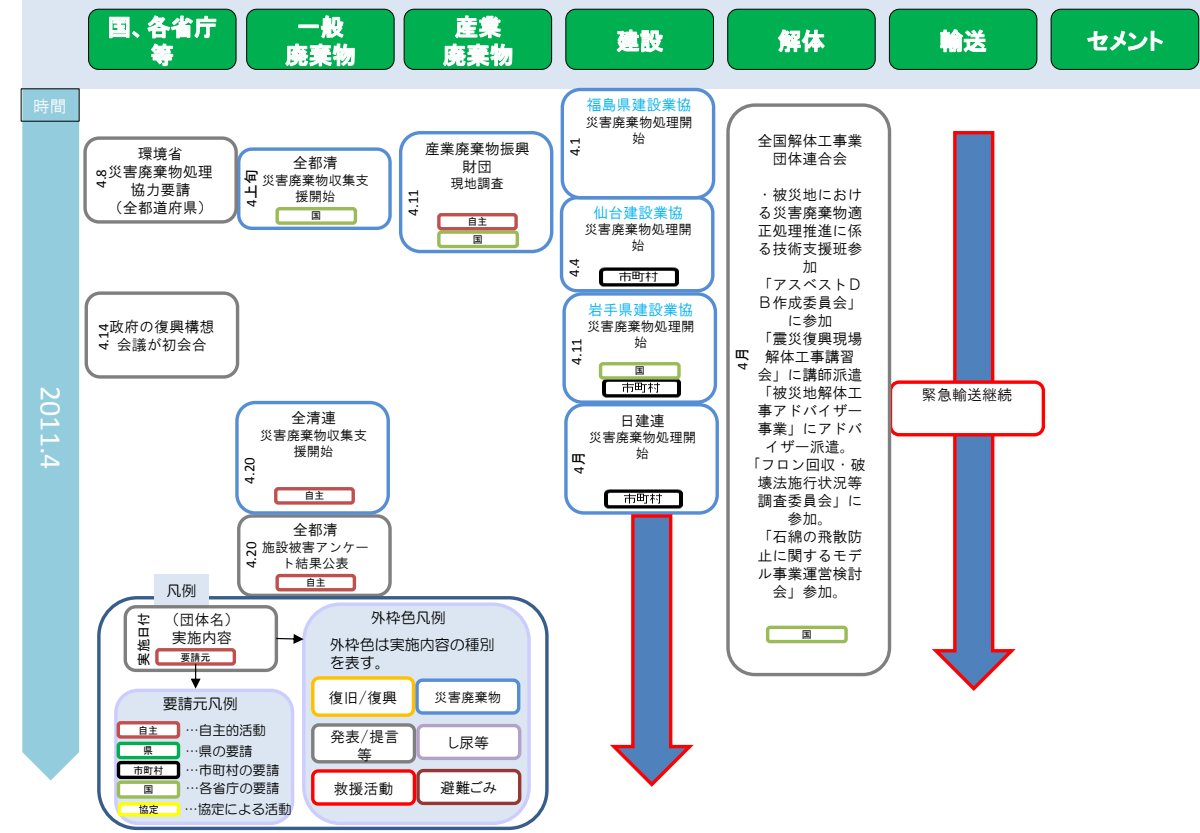 国、各省庁
等
一般
廃棄物
産業
廃棄物
建設
解体
輸送
セメント
時間
2011.4
4.8
環境省
災害廃棄物処理
協力要請
（全都道府県）
4.14
政府の復興構想
会議が初会合
4上旬
全都清
災害廃棄物収集支
援開始
国
4.20
全清連
災害廃棄物収集支
援開始
自主
4.20
全都清
施設被害アンケー
ト結果公表
自主
4.11
産業廃棄物振興
財団
現地調査
自主
国
4.1
福島県建設業協
災害廃棄物処理開
始
4.4
仙台建設業協
災害廃棄物処理開
始
市町村
4.11
岩手県建設業協
災害廃棄物処理開
始
国
市町村
4月
日建連
災害廃棄物処理開
始
市町村
4月
全国解体工事業
団体連合会
・被災地におけ
る災害廃棄物適
正処理推進に係
る技術支援班参
加
「アスベストＤ
Ｂ作成委員会」
に参加
「震災復興現場
解体工事講習
会」に講師派遣
「被災地解体工
事アドバイザー
事業」にアドバ
イザー派遣。
「フロン回収・破
壊法施行状況等
調査委員会」に
参加。
「石綿の飛散防
止に関するモデ
ル事業運営検討
会」参加。
国
緊急輸送継続
凡例
実施日付
（団体名）
実施内容
要請元
要請元凡例
自主 …自主的活動
県 …県の要請
市町村 …市町村の要請
国 …各省庁の要請
協定 …協定による活動
外枠色凡例
外枠色は実施内容の種別
を表す。
復旧/復興
災害廃棄物
発表/提言
等
し尿等
救援活動
避難ごみ